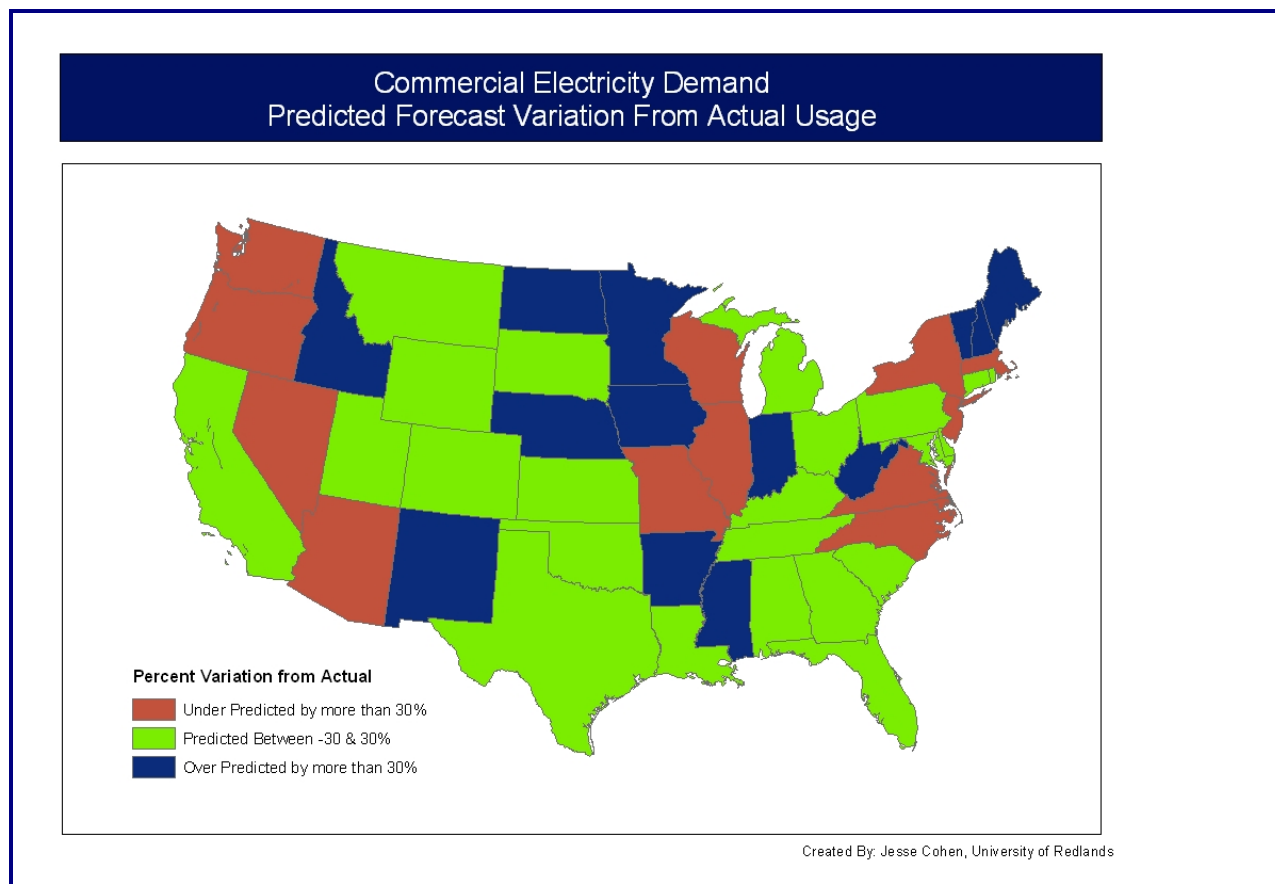 Commercial Electricity Demand
Predicted Forecast Variation From Actual Usage
Percent Variation from Actual
Under Predicted by more than 30%
Predicted Between -30 & 30%
Over Predicted by more than 30%
Created By: Jesse Cohen, University of Redlands